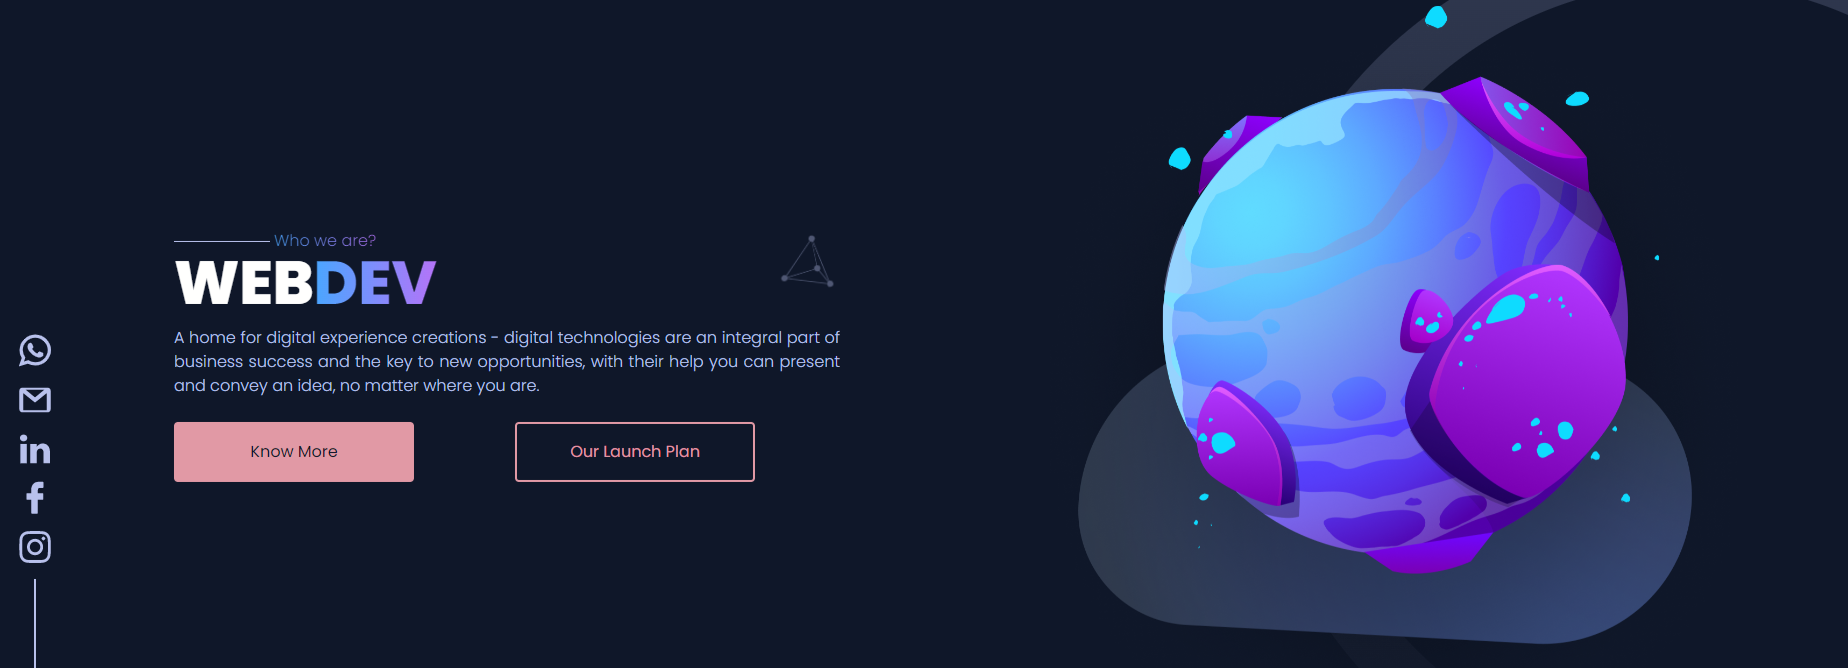 Who we are?
WEBDEV
A home for digital experience creations - digital technologies are an integral part of
business success and the key to new opportunities, with their help you can present
and convey an idea, no matter where you are.
Know More
Our Launch Plan